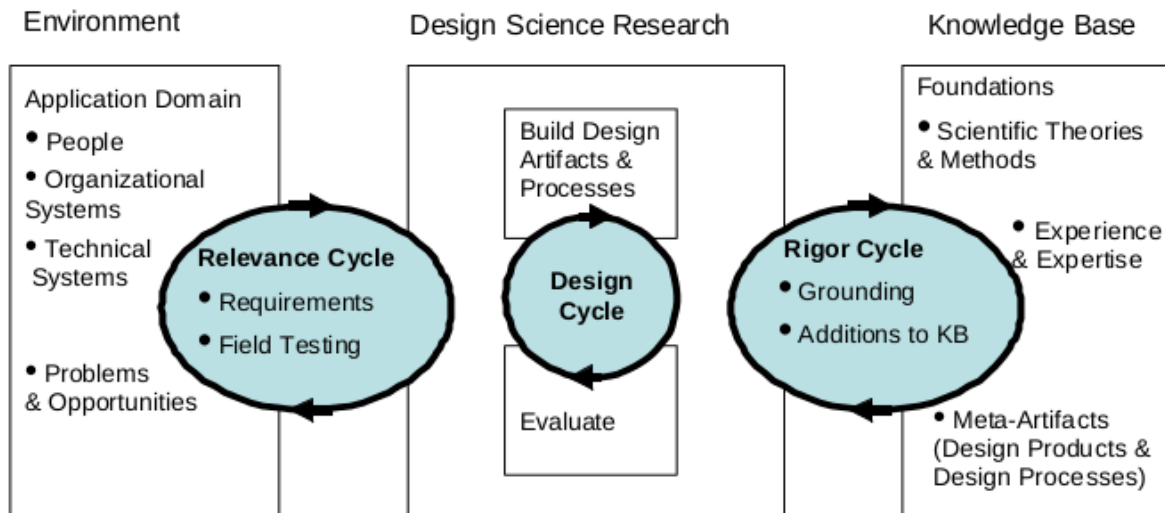 Environment
Design Science Research
Knowledge Base
Application Domain
• People
• Organizational
Systems
• Technical
Systems
• Problems
& Opportunities
Relevance Cycle
• Requirements
• Field Testing
Build Design
Artifacts &
Processes
Design
Cycle
Evaluate
Rigor Cycle
• Grounding
• Additions to KB
Foundations
• Scientific Theories
& Methods
• Experience
& Expertise
• Meta-Artifacts
(Design Products &
Design Processes)